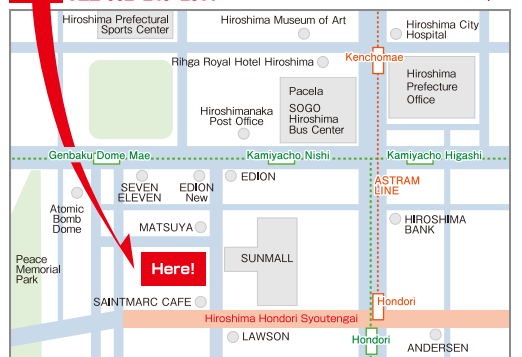 Hiroshima Prefectural
Sports Center
Hiroshima Museum of Art
Hiroshima City
Hospital
Kenchomae
Rihga Royal Hotel Hiroshima
Hiroshima
Prefecture
Office
Pacela
SOGO
Hiroshima
Bus Center
Hiroshimanaka
Post Office
Genbaku Dome Mae
Kamiyacho Nishi
Kamiyacho Higashi
SEVEN
ELEVEN
EDION
New
EDION
ASTRAM
LINE
Atomic
Bomb
Dome
MATSUYA
HIROSHIMA
BANK
Peace
Memorial
Park
Here!
SUNMALL
SAINTMARC CAFE
Hondori
Hiroshima Hondori Syoutengai
LAWSON
Hondori
ANDERSEN